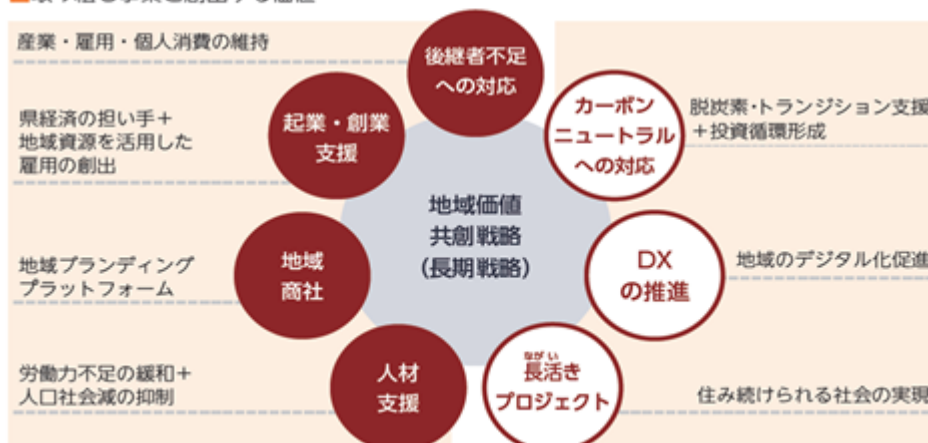 産業・雇用・個人消費の維持
後継者不足
への対応
県経済の担い手＋
地域資源を活用した
雇用の創出
起業・創業
支援
カーボン
ニュートラル
への対応
脱炭素・トランジション支援
＋投資循環形成
地域価値
共創戦略
（長期戦略）
地域ブランディング
プラットフォーム
地域
商社
DX
の推進
地域のデジタル化促進
労働力不足の緩和＋
人口社会減の抑制
人材
支援
ながい
長活き
プロジェクト
住み続けられる社会の実現